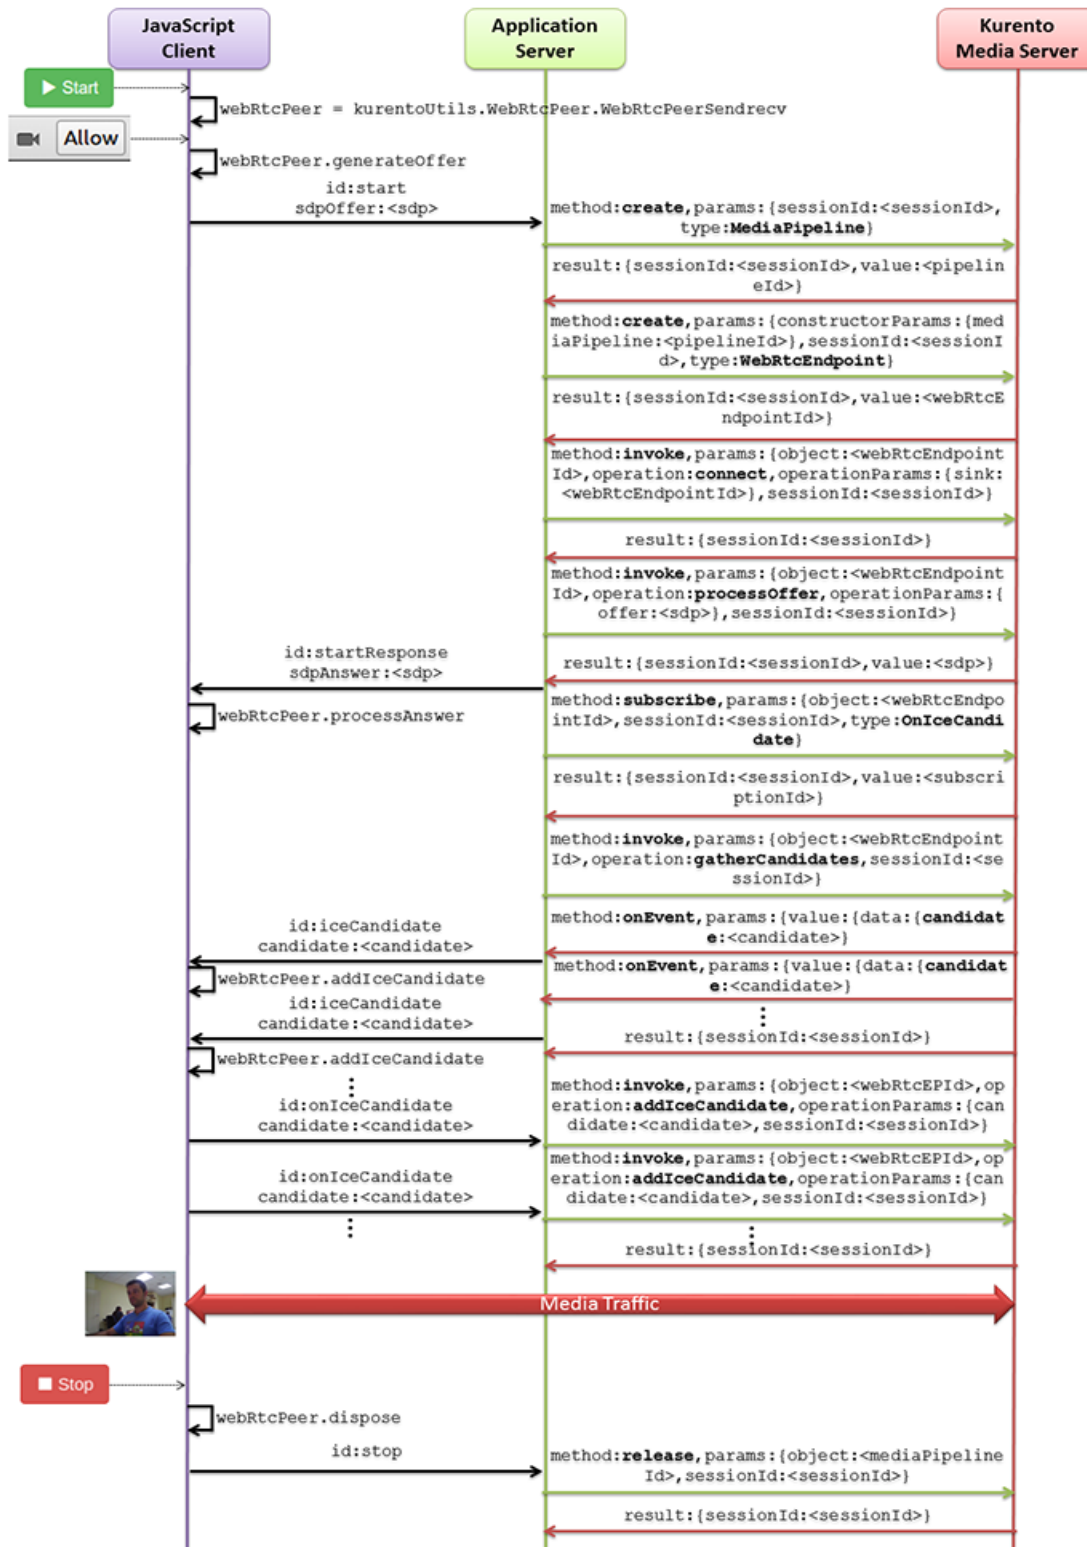 JavaScript
Client
Application
Server
Kurento
Media Server
Start
webRtcPeer = kurentoUtils.WebRtcPeer.WebRtcPeerSendrecv
Allow
webRtcPeer.generateOffer
id:start
sdpOffer:<sdp>
method:create,params:{sessionId:<sessionId>,
type:MediaPipeline}
result:{sessionId:<sessionId>,value:<pipelin
eId>}
method:create,params:{constructorParams:{med
iaPipeline:<pipelineId>},sessionId:<sessionI
d>,type:WebRtcEndpoint}
result:{sessionId:<sessionId>,value:<webRtcE
ndpointId>}
method:invoke,params:{object:<webRtcEndpoint
Id>,operation:connect,operationParams:{sink:
<webRtcEndpointId>},sessionId:<sessionId>}
result:{sessionId:<sessionId>}
method:invoke,params:{object:<webRtcEndpoint
Id>,operation:processOffer,operationParams:{
offer:<sdp>},sessionId:<sessionId>}
id:startResponse
sdpAnswer:<sdp>
result:{sessionId:<sessionId>,value:<sdp>}
webRtcPeer.processAnswer
method:subscribe,params:{object:<webRtcEndpo
intId>,sessionId:<sessionId>,type:OnIceCandi
date}
result:{sessionId:<sessionId>,value:<subscri
ptionId>}
method:invoke,params:{object:<webRtcEndpoint
Id>,operation:gatherCandidates,sessionId:<se
ssionId>}
id:iceCandidate
candidate:<candidate>
method:onEvent,params:{value:{data:{candidat
e:<candidate>}
webRtcPeer.addIceCandidate
method:onEvent,params:{value:{data:{candidat
e:<candidate>}
id:iceCandidate
candidate:<candidate>
result:{sessionId:<sessionId>}
webRtcPeer.addIceCandidate
id:onIceCandidate
candidate:<candidate>
method:invoke,params:{object:<webRtcEPId>,op
eration:addIceCandidate,operationParams:{can
didate:<candidate>,sessionId:<sessionId>}
id:onIceCandidate
candidate:<candidate>
method:invoke,params:{object:<webRtcEPId>,op
eration:addIceCandidate,operationParams:{can
didate:<candidate>,sessionId:<sessionId>}
result:{sessionId:<sessionId>}
Media Traffic
Stop
webRtcPeer.dispose
id:stop
method:release,params:{object:<mediaPipeline
Id>,sessionId:<sessionId>}
result:{sessionId:<sessionId>}